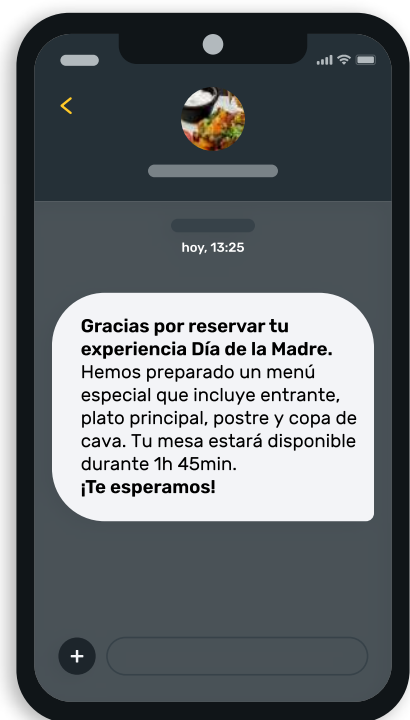 hoy, 13:25
Gracias por reservar tu
experiencia Día de la Madre.
Hemos preparado un menú
especial que incluye entrante,
plato principal, postre y copa de
cava. Tu mesa estará disponible
durante 1h 45min.
¡Te esperamos!